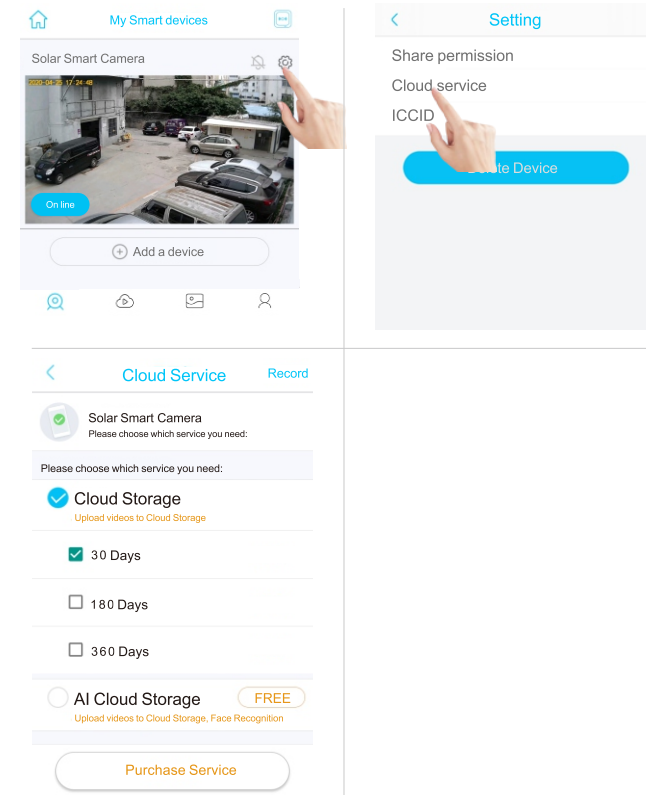 My Smart devices
Solar Smart Camera
2020-04-25 17:24:48
On line
Add a device
Setting
Share permission
Cloud service
ICCID
Delete Device
Cloud Service
Record
Solar Smart Camera
Please choose which service you need:
Please choose which service you need:
Cloud Storage
Upload videos to Cloud Storage
30 Days
180 Days
360 Days
AI Cloud Storage
FREE
Upload videos to Cloud Storage, Face Recognition
Purchase Service